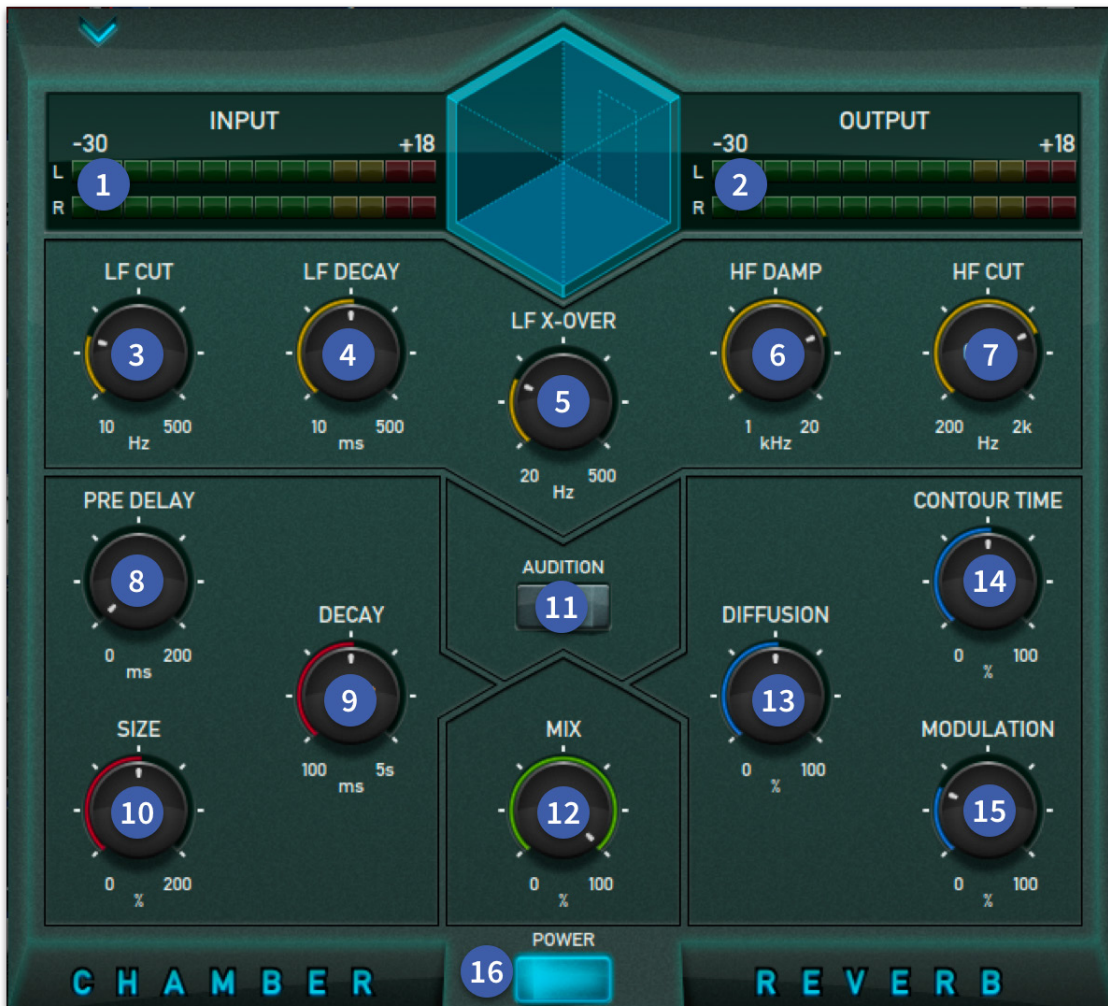 INPUT
-30 +18
L
1
R
OUTPUT
-30 +18
L
2
R
LF CUT
3
10 500
Hz
LF DECAY
4
10 500
ms
LF X-OVER
5
20 500
Hz
HF DAMP
6
1 20
kHz
HF CUT
7
200 2k
Hz
PRE DELAY
8
0 200
ms
DECAY
9
100 5s
ms
SIZE
10
0 200
%
AUDITION
11
MIX
12
0 100
%
DIFFUSION
13
0 100
%
CONTOUR TIME
14
0 100
%
MODULATION
15
0 100
%
POWER
16
CHAMBER REVERB